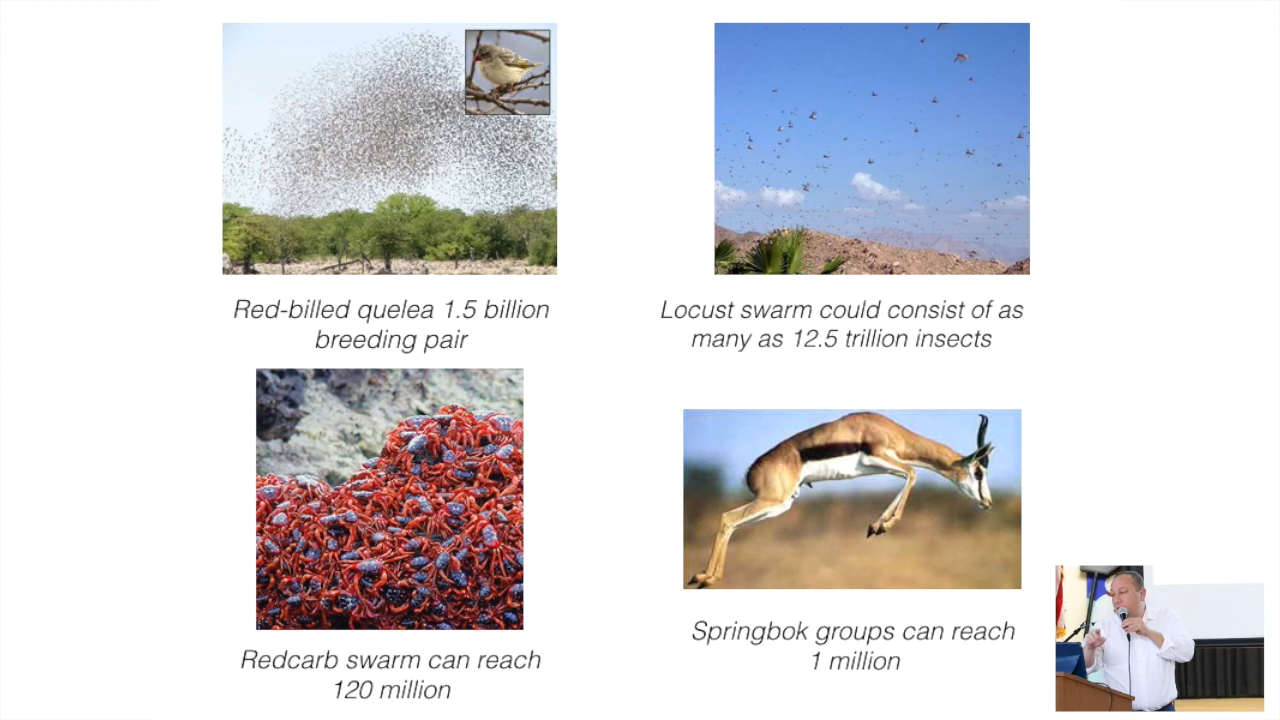 Red-billed quelea 1.5 billion
breeding pair
Locust swarm could consist of as
many as 12.5 trillion insects
Redcarb swarm can reach
120 million
Springbok groups can reach
1 million